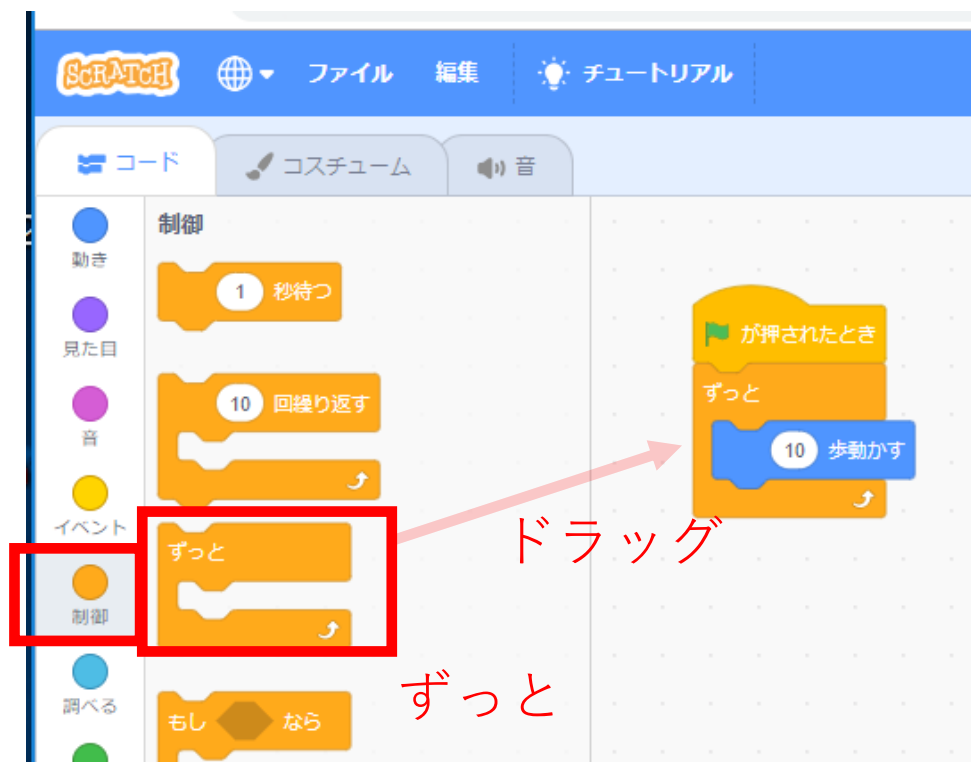 SCRATCH ファイル 編集 チュートリアル
コード コスチューム 音
動き
見た目
音
イベント
制御
調べる
制御
1 秒待つ
10 回繰り返す
ずっと
もし なら
が押されたとき
ずっと
10 歩動かす
ドラッグ
ずっと